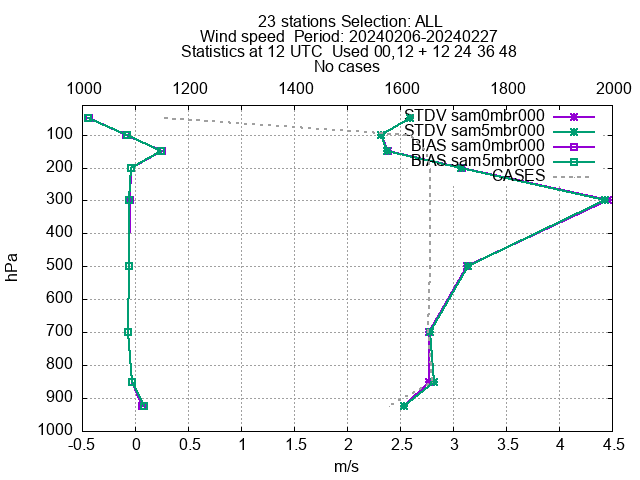 23 stations Selection: ALL
Wind speed  Period: 20240206-20240227
Statistics at 12 UTC  Used 00,12 + 12 24 36 48
No cases
1000 1200 1400 1600 1800 2000
STDV sam0mbr000
STDV sam5mbr000
BIAS sam0mbr000
BIAS sam5mbr000
CASES
100
200
300
400
500
600
700
800
900
1000
hPa
-0.5 0 0.5 1 1.5 2 2.5 3 3.5 4 4.5
m/s